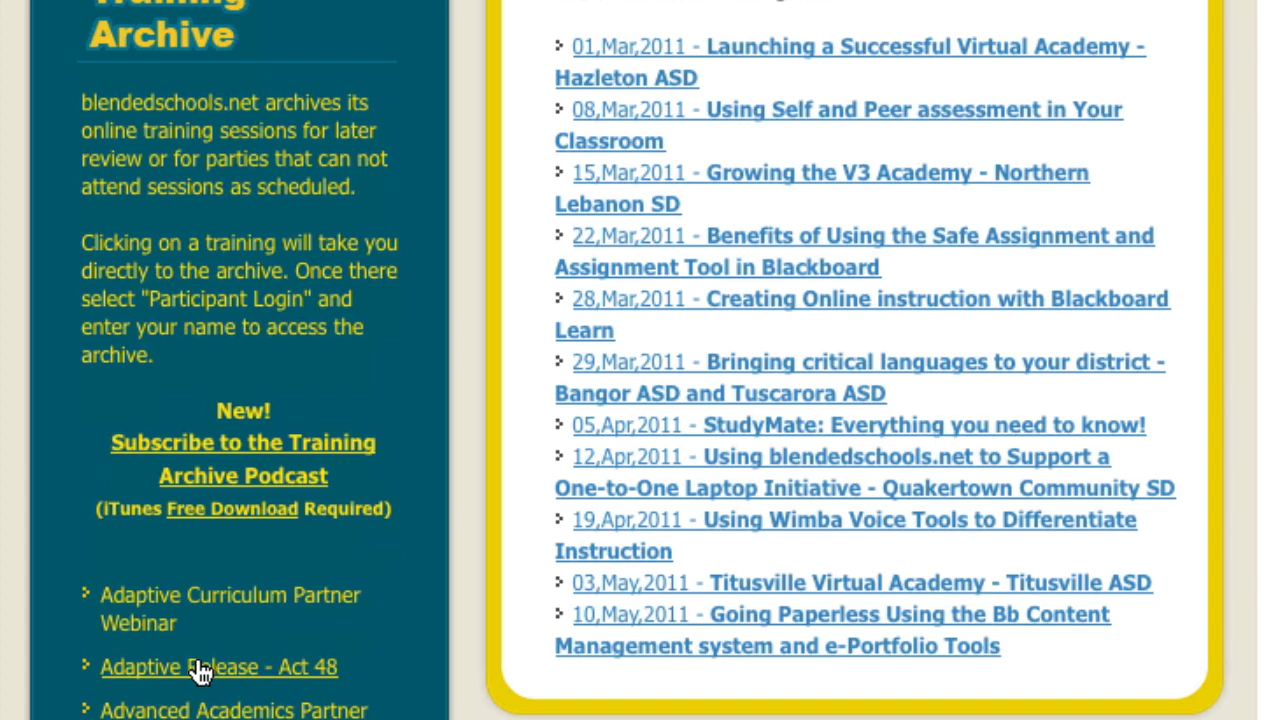 Training
Archive
blendedschools.net archives its
online training sessions for later
review or for parties that can not
attend sessions as scheduled.
Clicking on a training will take you
directly to the archive. Once there
select "Participant Login" and
enter your name to access the
archive.
New!
Subscribe to the Training
Archive Podcast
(iTunes Free Download Required)
Adaptive Curriculum Partner
Webinar
Adaptive Release - Act 48
Advanced Academics Partner
01,Mar,2011 - Launching a Successful Virtual Academy -
Hazleton ASD
08,Mar,2011 - Using Self and Peer assessment in Your
Classroom
15,Mar,2011 - Growing the V3 Academy - Northern
Lebanon SD
22,Mar,2011 - Benefits of Using the Safe Assignment and
Assignment Tool in Blackboard
28,Mar,2011 - Creating Online instruction with Blackboard
Learn
29,Mar,2011 - Bringing critical languages to your district -
Bangor ASD and Tuscarora ASD
05,Apr,2011 - StudyMate: Everything you need to know!
12,Apr,2011 - Using blendedschools.net to Support a
One-to-One Laptop Initiative - Quakertown Community SD
19,Apr,2011 - Using Wimba Voice Tools to Differentiate
Instruction
03,May,2011 - Titusville Virtual Academy - Titusville ASD
10,May,2011 - Going Paperless Using the Bb Content
Management system and e-Portfolio Tools